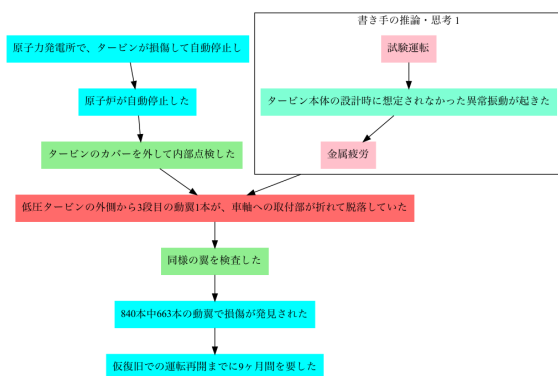 書き手の推論・思考 1
原子力発電所で、タービンが損傷して自動停止し
試験運転
原子炉が自動停止した
タービン本体の設計時に想定されなかった異常振動が起きた
タービンのカバーを外して内部点検した
金属疲労
低圧タービンの外側から3段目の動翼1本が、車軸への取付部が折れて脱落していた
同様の翼を検査した
840本中663本の動翼で損傷が発見された
仮復旧での運転再開までに9ヶ月間を要した